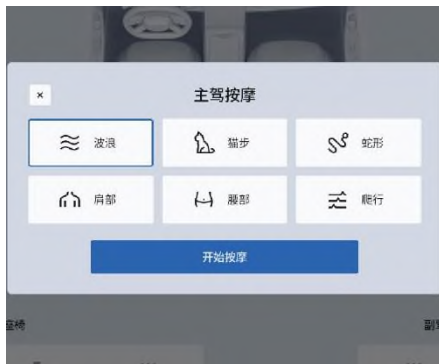 主驾按摩
波浪 猫步 蛇形
肩部 腰部 爬行
开始按摩
座椅